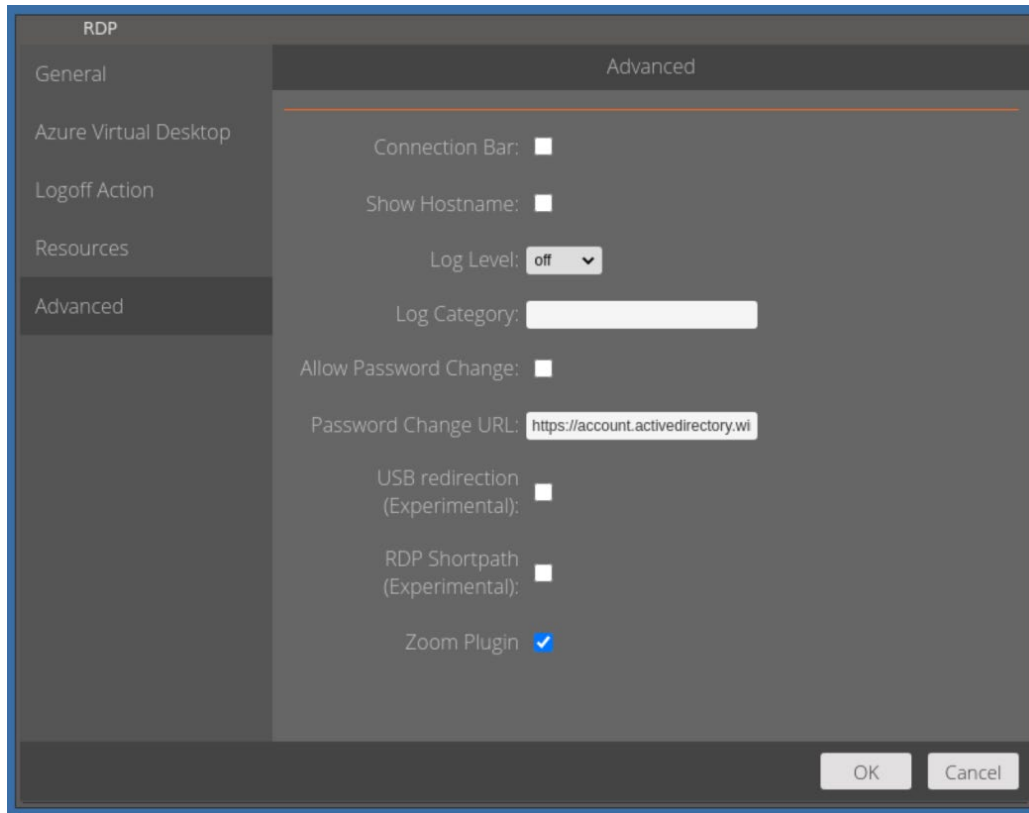 RDP
General
Azure Virtual Desktop
Logoff Action
Resources
Advanced
Advanced
Connection Bar:
Show Hostname:
Log Level: off
Log Category:
Allow Password Change:
Password Change URL: https://account.activedirectory.wi
USB redirection
(Experimental):
RDP Shortpath
(Experimental):
Zoom Plugin
OK Cancel